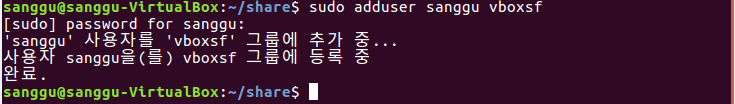 sanggu@sanggu-VirtualBox:~/share$ sudo adduser sanggu vboxsf
[sudo] password for sanggu:
'sanggu' 사용자를 'vboxsf' 그룹에 추가 중...
사용자 sanggu을(를) vboxsf 그룹에 등록 중
완료.
sanggu@sanggu-VirtualBox:~/share$